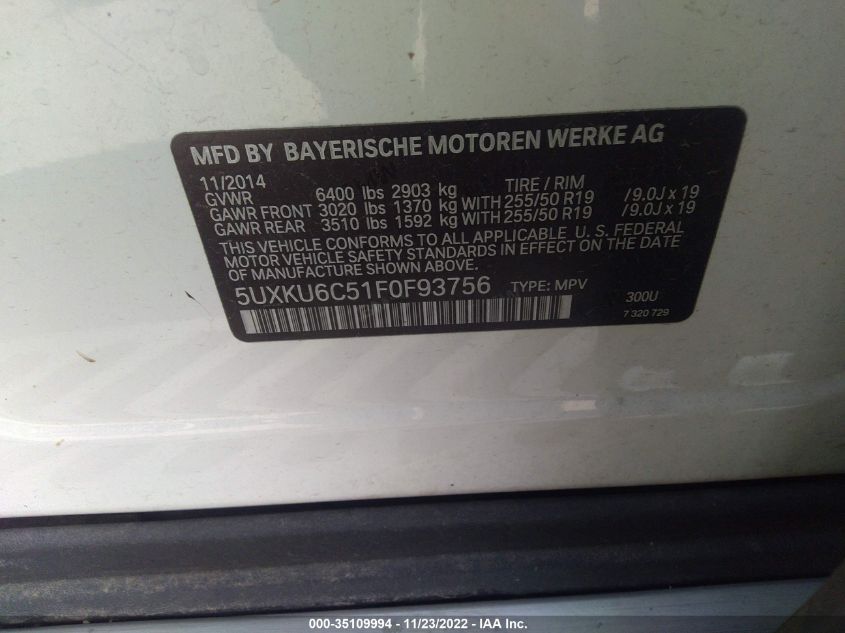 MFD BY BAYERISCHE MOTOREN WERKE AG
11/2014
GVWR 6400 lbs 2903 kg TIRE / RIM
GAWR FRONT 3020 lbs 1370 kg WITH 255/50 R19 /9.0J x 19
GAWR REAR 3510 lbs 1592 kg WITH 255/50 R19 /9.0J x 19
THIS VEHICLE CONFORMS TO ALL APPLICABLE U. S. FEDERAL
MOTOR VEHICLE SAFETY STANDARDS IN EFFECT ON THE DATE
OF MANUFACTURE SHOWN ABOVE.
5UXKU6C51F0F93756 TYPE: MPV
300U
7 320 729
000-35109994 - 11/23/2022 - IAA Inc.